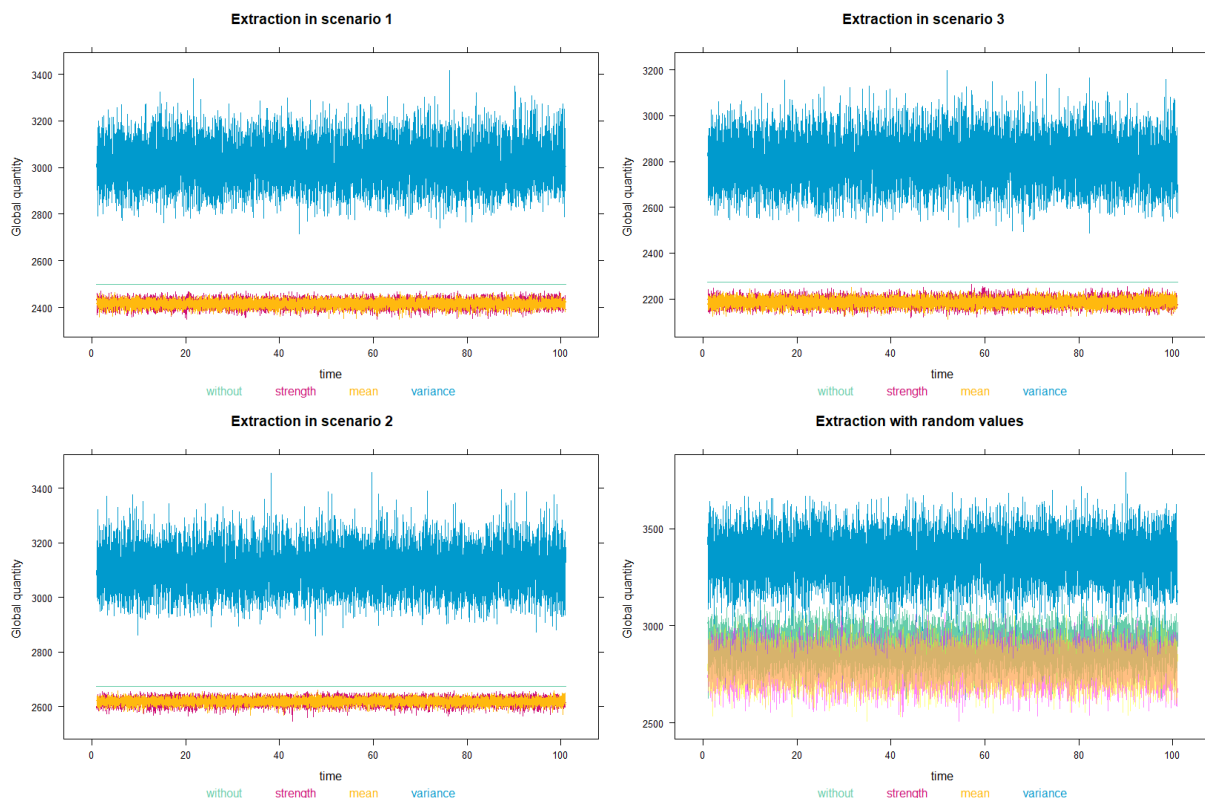 Extraction in scenario 1
3400
3200
3000
2800
2600
2400
Global quantity
0 20 40 60 80 100
time
without strength mean variance
Extraction in scenario 3
3200
3000
2800
2600
2400
2200
Global quantity
0 20 40 60 80 100
time
without strength mean variance
Extraction in scenario 2
3400
3200
3000
2800
2600
Global quantity
0 20 40 60 80 100
time
without strength mean variance
Extraction with random values
3500
3000
2500
Global quantity
0 20 40 60 80 100
time
without strength mean variance